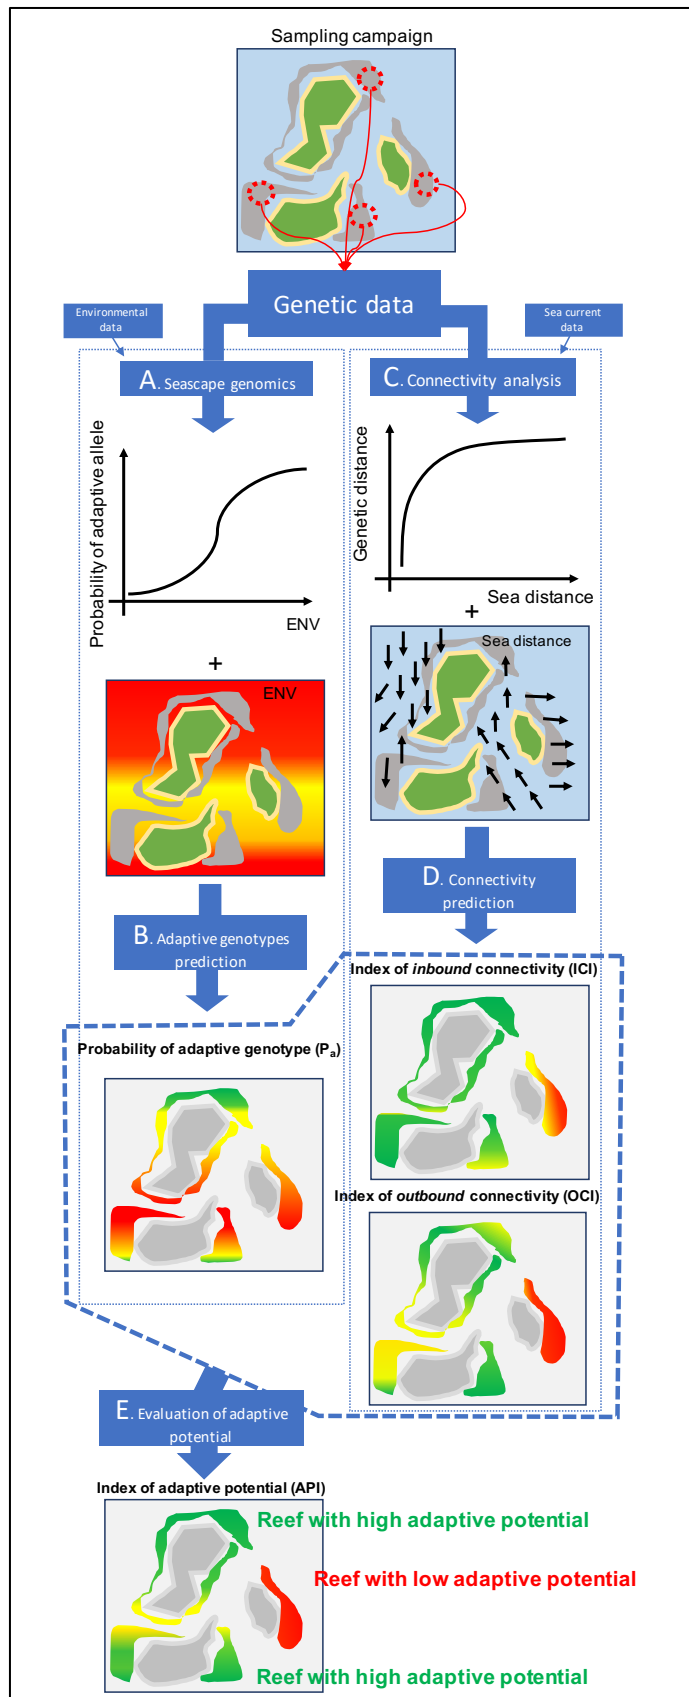 Sampling campaign
Genetic data
Environmental
data
Sea current
data
A. Seascape genomics
C. Connectivity analysis
Probability of adaptive allele
ENV
Genetic distance
Sea distance
+
+
ENV
Sea distance
B. Adaptive genotypes
prediction
D. Connectivity
prediction
Index of inbound connectivity (ICI)
Probability of adaptive genotype (Pa)
Index of outbound connectivity (OCI)
E. Evaluation of adaptive
potential
Index of adaptive potential (API)
Reef with high adaptive potential
Reef with low adaptive potential
Reef with high adaptive potential